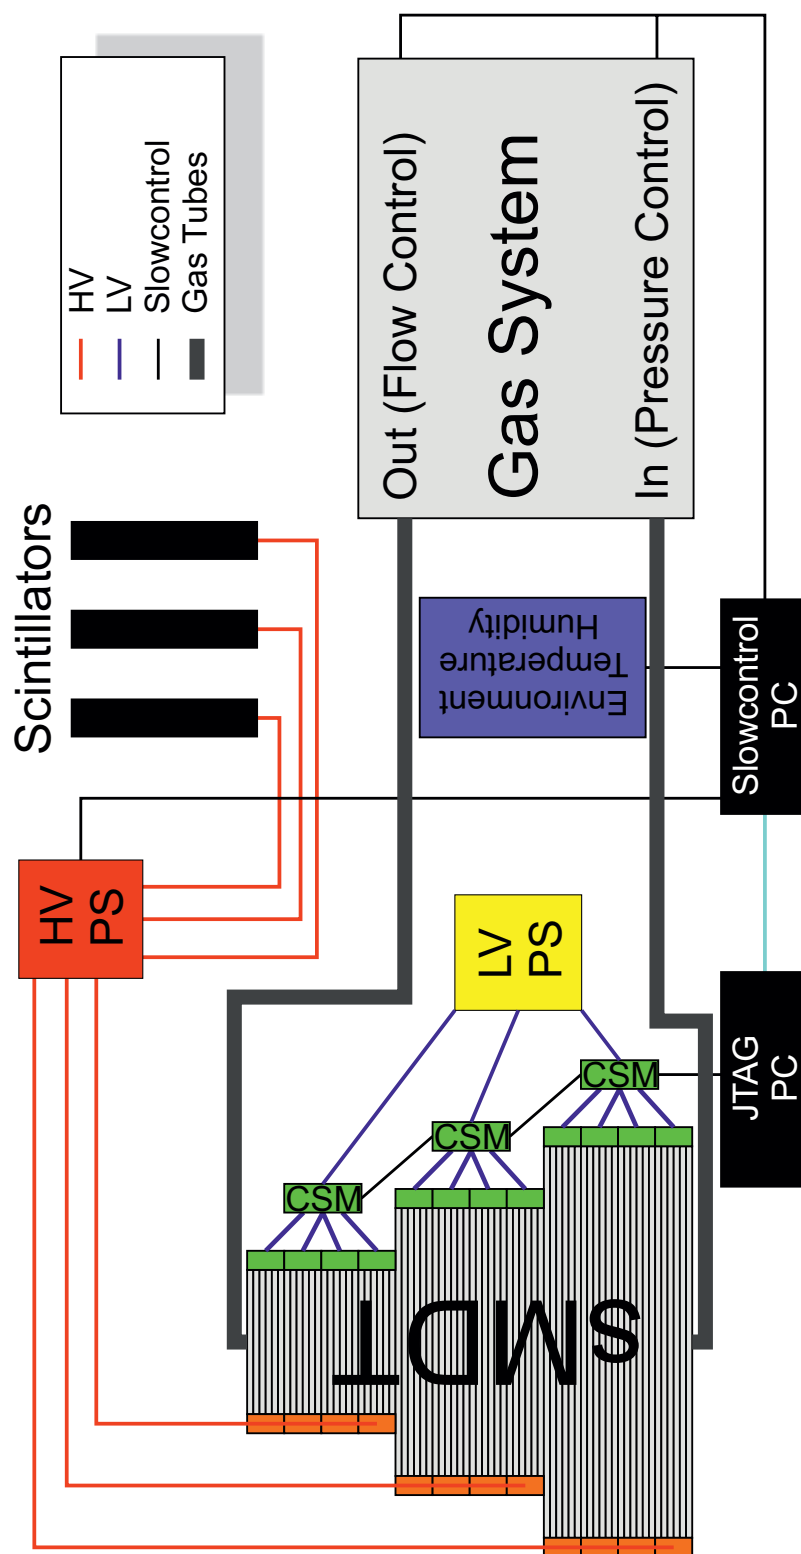 HV
LV
Slowcontrol
Gas Tubes
Out (Flow Control)
Gas System
In (Pressure Control)
Scintillators
Environment
Temperature
Humidity
Slowcontrol
PC
HV
PS
LV
PS
JTAG
PC
CSM
CSM
CSM
sMDT